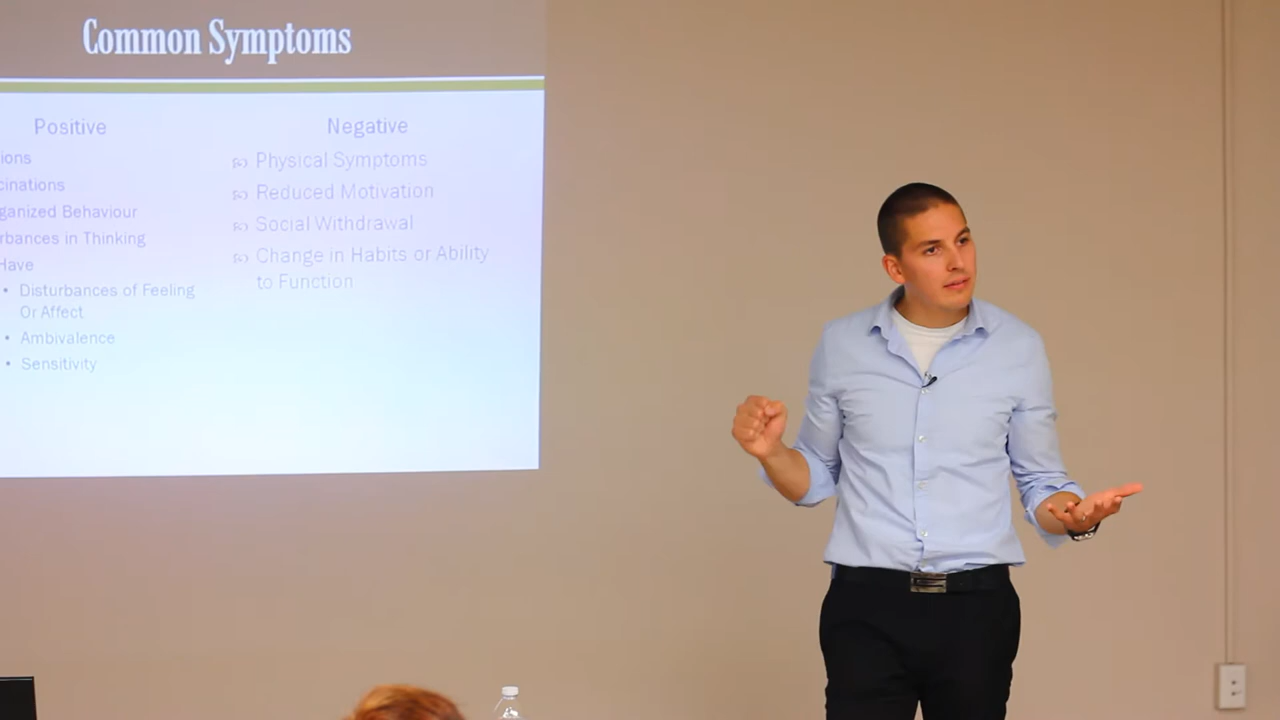 Common Symptoms
Positive
ions
cinations
ganized Behaviour
rbances in Thinking
Have
• Disturbances of Feeling
Or Affect
• Ambivalence
• Sensitivity
Negative
Physical Symptoms
Reduced Motivation
Social Withdrawal
Change in Habits or Ability
to Function